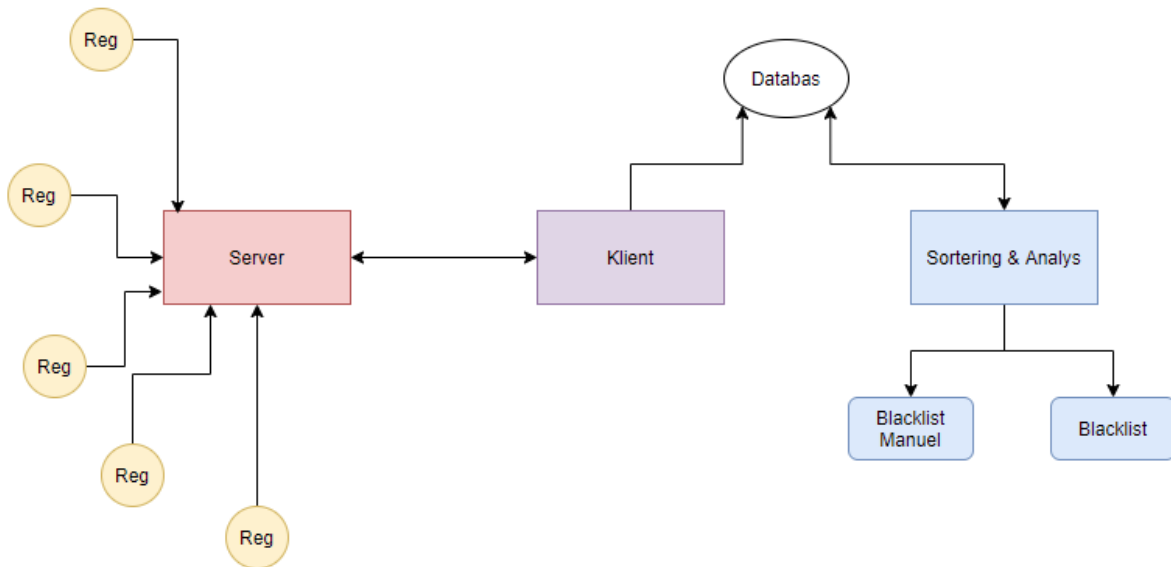 Reg
Databas
Reg
Server
Klient
Sortering & Analys
Reg
Blacklist
Manuel
Blacklist
Reg
Reg